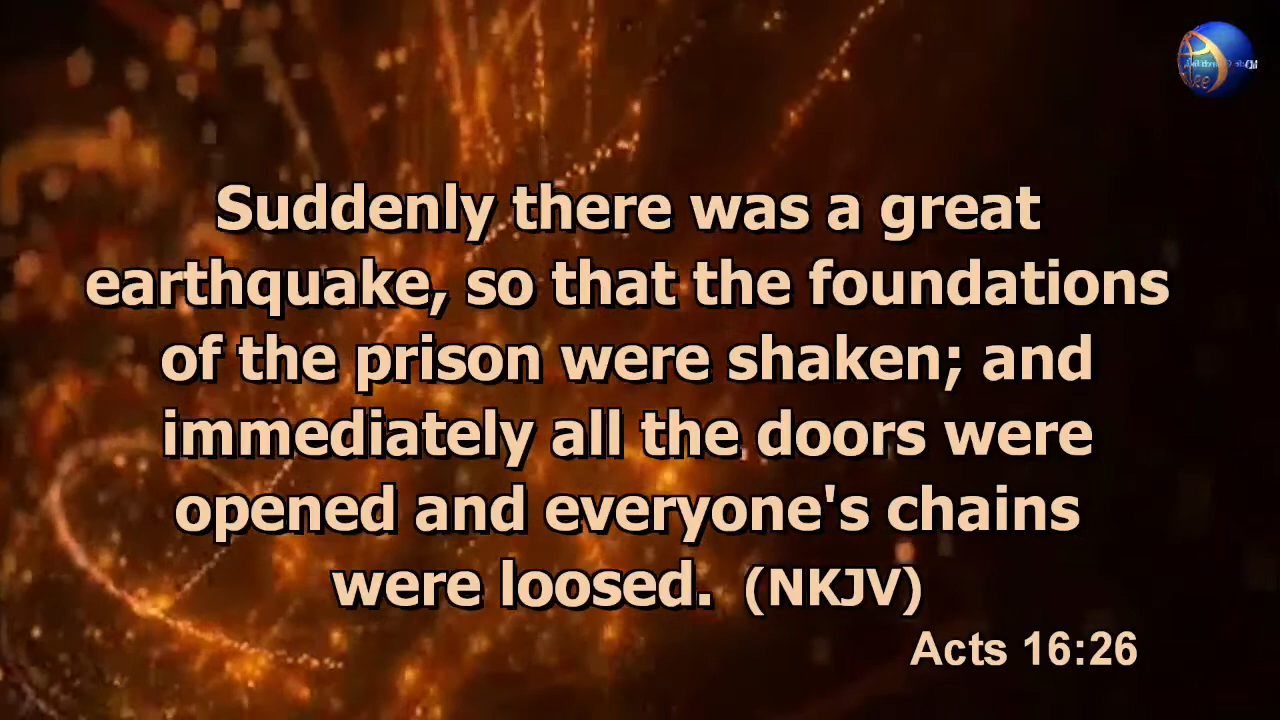 Suddenly there was a great
earthquake, so that the foundations
of the prison were shaken; and
immediately all the doors were
opened and everyone's chains
were loosed. (NKJV)
Acts 16:26